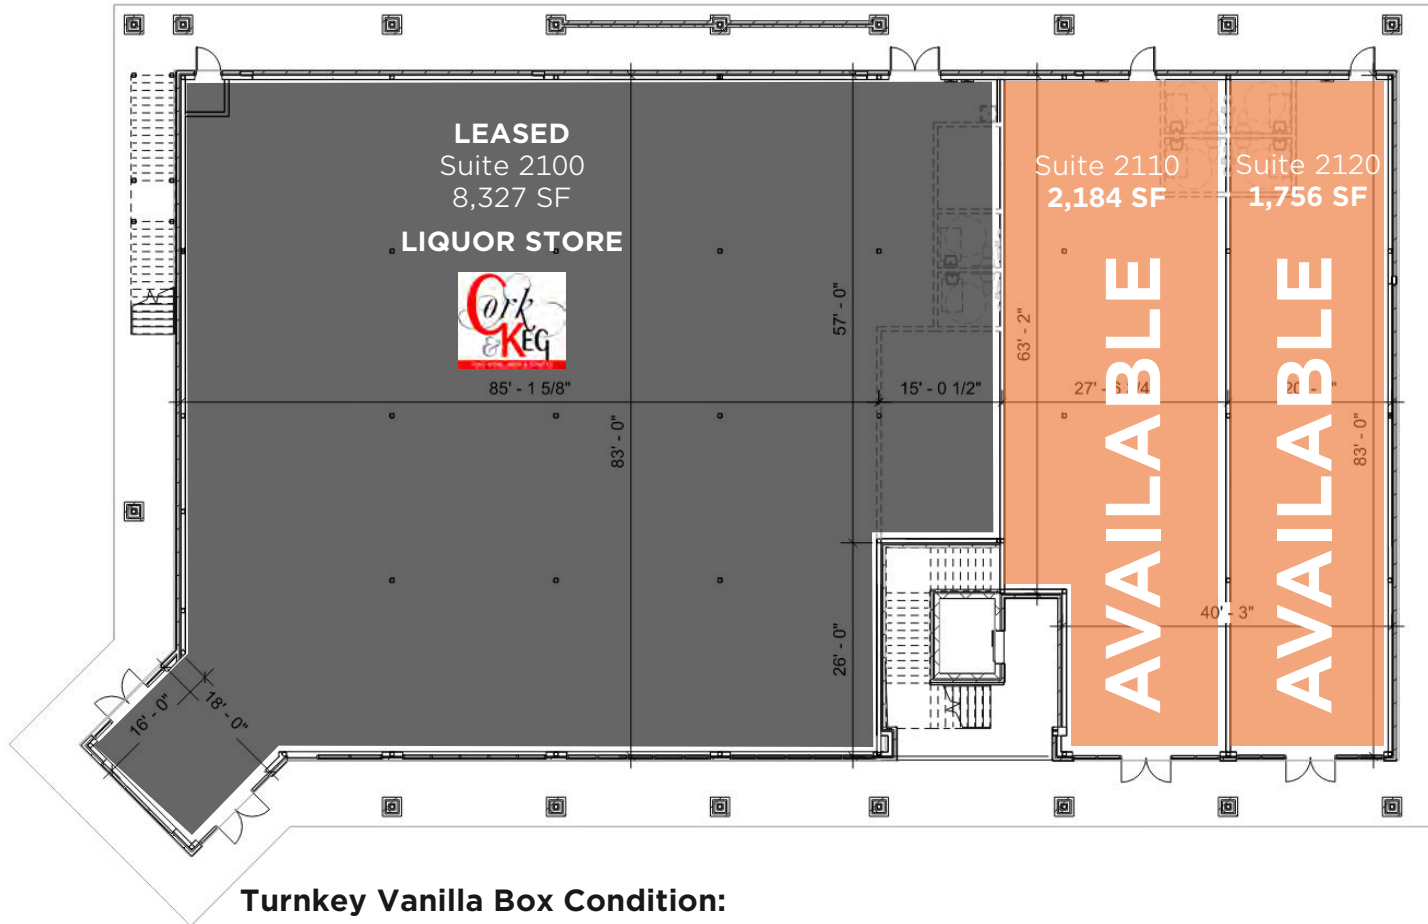 LEASED
Suite 2100
8,327 SF
LIQUOR STORE
Cork
& KEG
Suite 2110
2,184 SF
Suite 2120
1,756 SF
AVAILABLE
AVAILABLE
57' - 0"
63' - 2"
85' - 1 5/8"
15' - 0 1/2"
83' - 0"
83' - 0"
26' - 0"
40' - 3"
16' - 0"
18' - 0"
Turnkey Vanilla Box Condition: